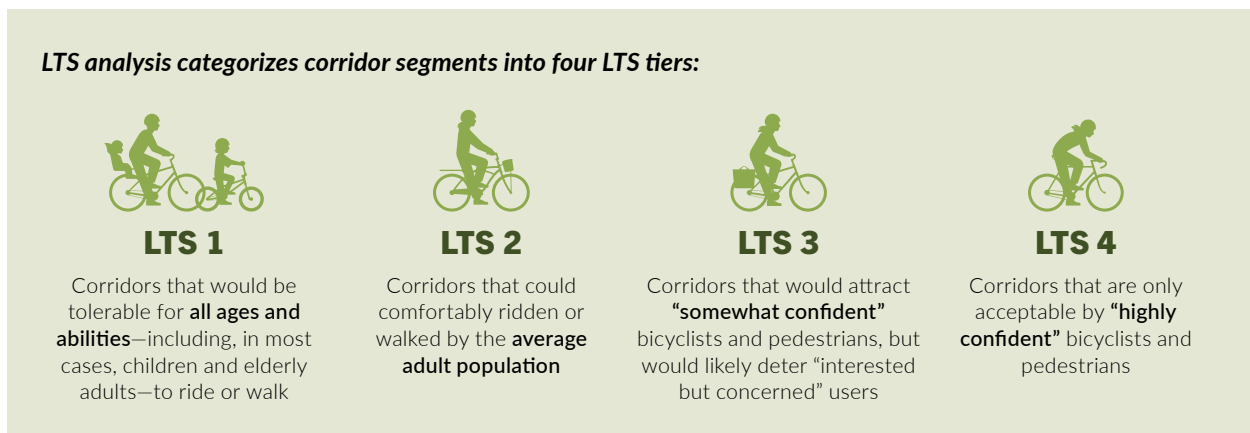 LTS analysis categorizes corridor segments into four LTS tiers:
LTS 1
Corridors that would be
tolerable for all ages and
abilities—including, in most
cases, children and elderly
adults—to ride or walk
LTS 2
Corridors that could
comfortably ridden or
walked by the average
adult population
LTS 3
Corridors that would attract
“somewhat confident”
bicyclists and pedestrians, but
would likely deter “interested
but concerned” users
LTS 4
Corridors that are only
acceptable by “highly
confident” bicyclists and
pedestrians